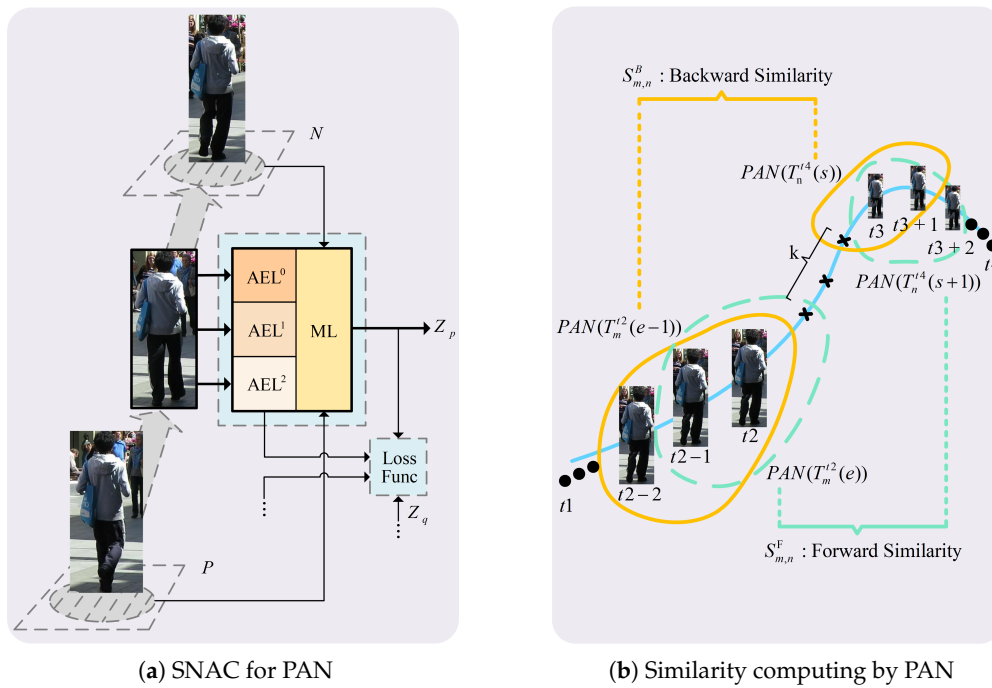 N
AEL⁰
AEL¹
ML
AEL²
Z_p
Loss
Func
Z_q
P
(a) SNAC for PAN
S^B_{m,n} : Backward Similarity
PAN(T_n^{t4}(s))
t3
t3+1
t3+2
k
PAN(T_n^{t4}(s+1))
PAN(T_m^{t2}(e−1))
t2
t2−1
t2−2
t1
PAN(T_m^{t2}(e))
S^F_{m,n} : Forward Similarity
(b) Similarity computing by PAN